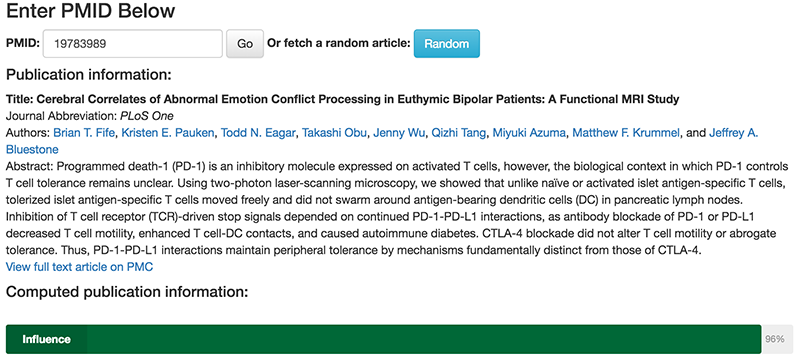 Enter PMID Below
PMID: 19783989 Go Or fetch a random article: Random
Publication information:
Title: Cerebral Correlates of Abnormal Emotion Conflict Processing in Euthymic Bipolar Patients: A Functional MRI Study
Journal Abbreviation: PLoS One
Authors: Brian T. Fife, Kristen E. Pauken, Todd N. Eagar, Takashi Obu, Jenny Wu, Qizhi Tang, Miyuki Azuma, Matthew F. Krummel, and Jeffrey A.
Bluestone
Abstract: Programmed death-1 (PD-1) is an inhibitory molecule expressed on activated T cells, however, the biological context in which PD-1 controls
T cell tolerance remains unclear. Using two-photon laser-scanning microscopy, we showed that unlike naïve or activated islet antigen-specific T cells,
tolerized islet antigen-specific T cells moved freely and did not swarm around antigen-bearing dendritic cells (DC) in pancreatic lymph nodes.
Inhibition of T cell receptor (TCR)-driven stop signals depended on continued PD-1-PD-L1 interactions, as antibody blockade of PD-1 or PD-L1
decreased T cell motility, enhanced T cell-DC contacts, and caused autoimmune diabetes. CTLA-4 blockade did not alter T cell motility or abrogate
tolerance. Thus, PD-1-PD-L1 interactions maintain peripheral tolerance by mechanisms fundamentally distinct from those of CTLA-4.
View full text article on PMC
Computed publication information:
Influence 96%